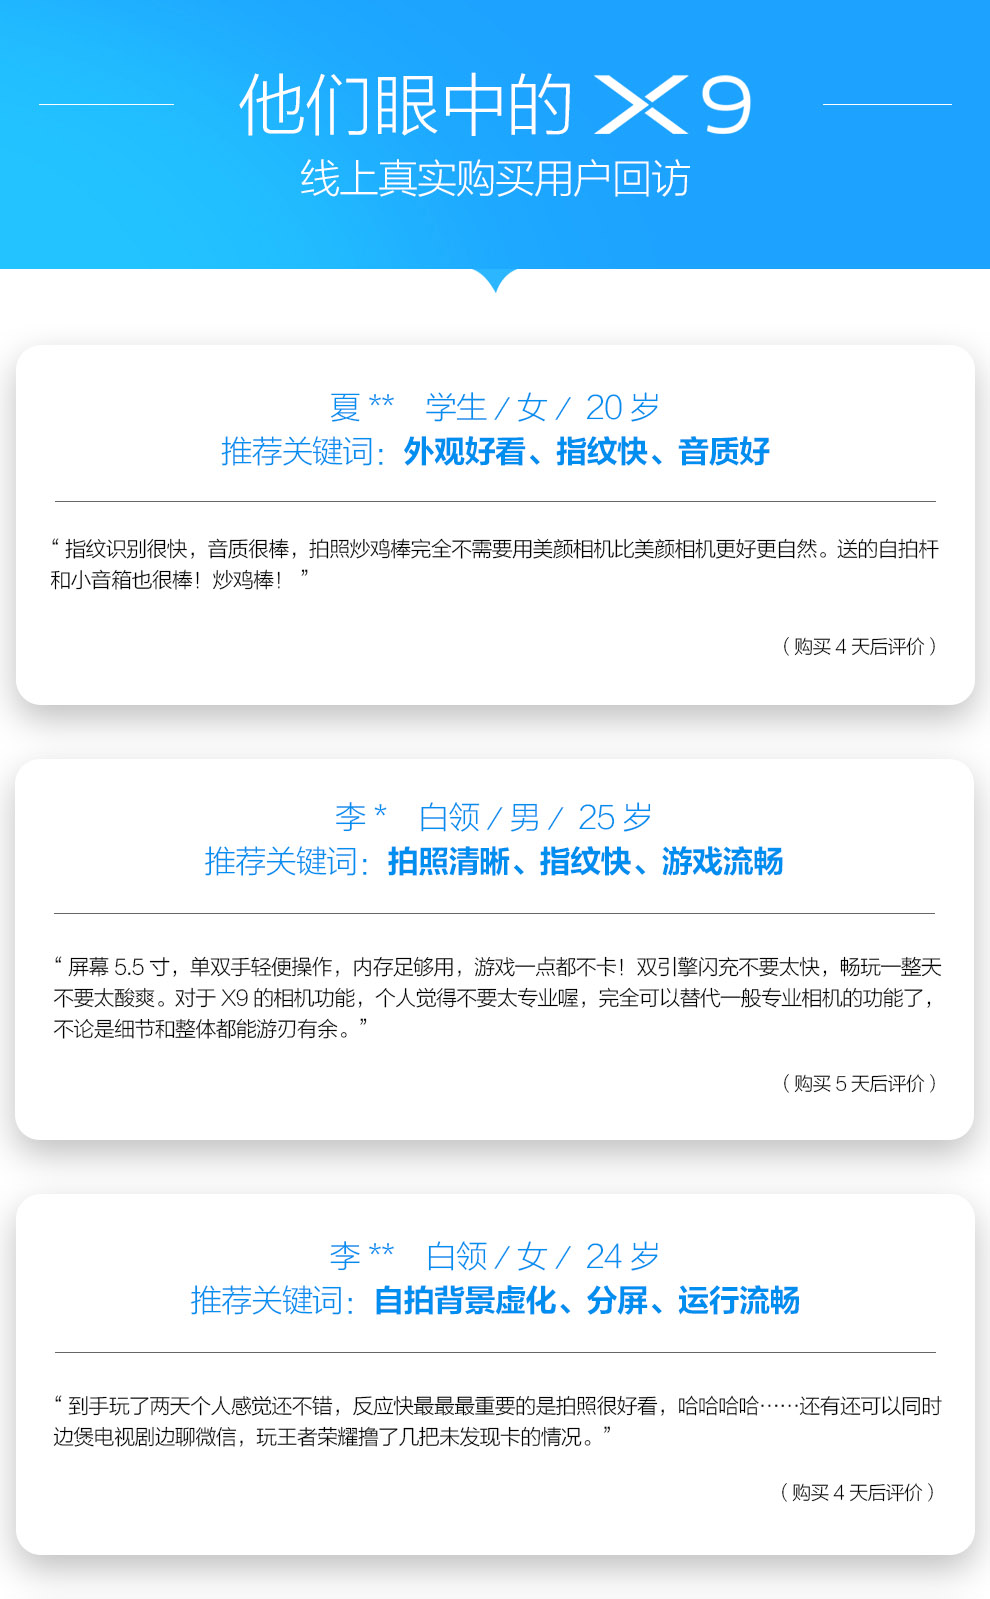 他们眼中的 X9
线上真实购买用户回访
夏 ** 学生 / 女 / 20 岁
推荐关键词：外观好看、指纹快、音质好
“ 指纹识别很快，音质很棒，拍照炒鸡棒完全不需要用美颜相机比美颜相机更好更自然。送的自拍杆
和小音箱也很棒！炒鸡棒！ ”
（ 购买 4 天后评价 ）
李 * 白领 / 男 / 25 岁
推荐关键词：拍照清晰、指纹快、游戏流畅
“ 屏幕 5.5 寸，单双手轻便操作，内存足够用，游戏一点都不卡！双引擎闪充不要太快，畅玩一整天
不要太酸爽。对于 X9 的相机功能，个人觉得不要太专业喔，完全可以替代一般专业相机的功能了，
不论是细节和整体都能游刃有余。”
（ 购买 5 天后评价 ）
李 ** 白领 / 女 / 24 岁
推荐关键词：自拍背景虚化、分屏、运行流畅
“ 到手玩了两天个人感觉还不错，反应快最最最重要的是拍照很好看，哈哈哈哈……还有还可以同时
边煲电视剧边聊微信，玩王者荣耀撸了几把未发现卡的情况。”
（ 购买 4 天后评价 ）